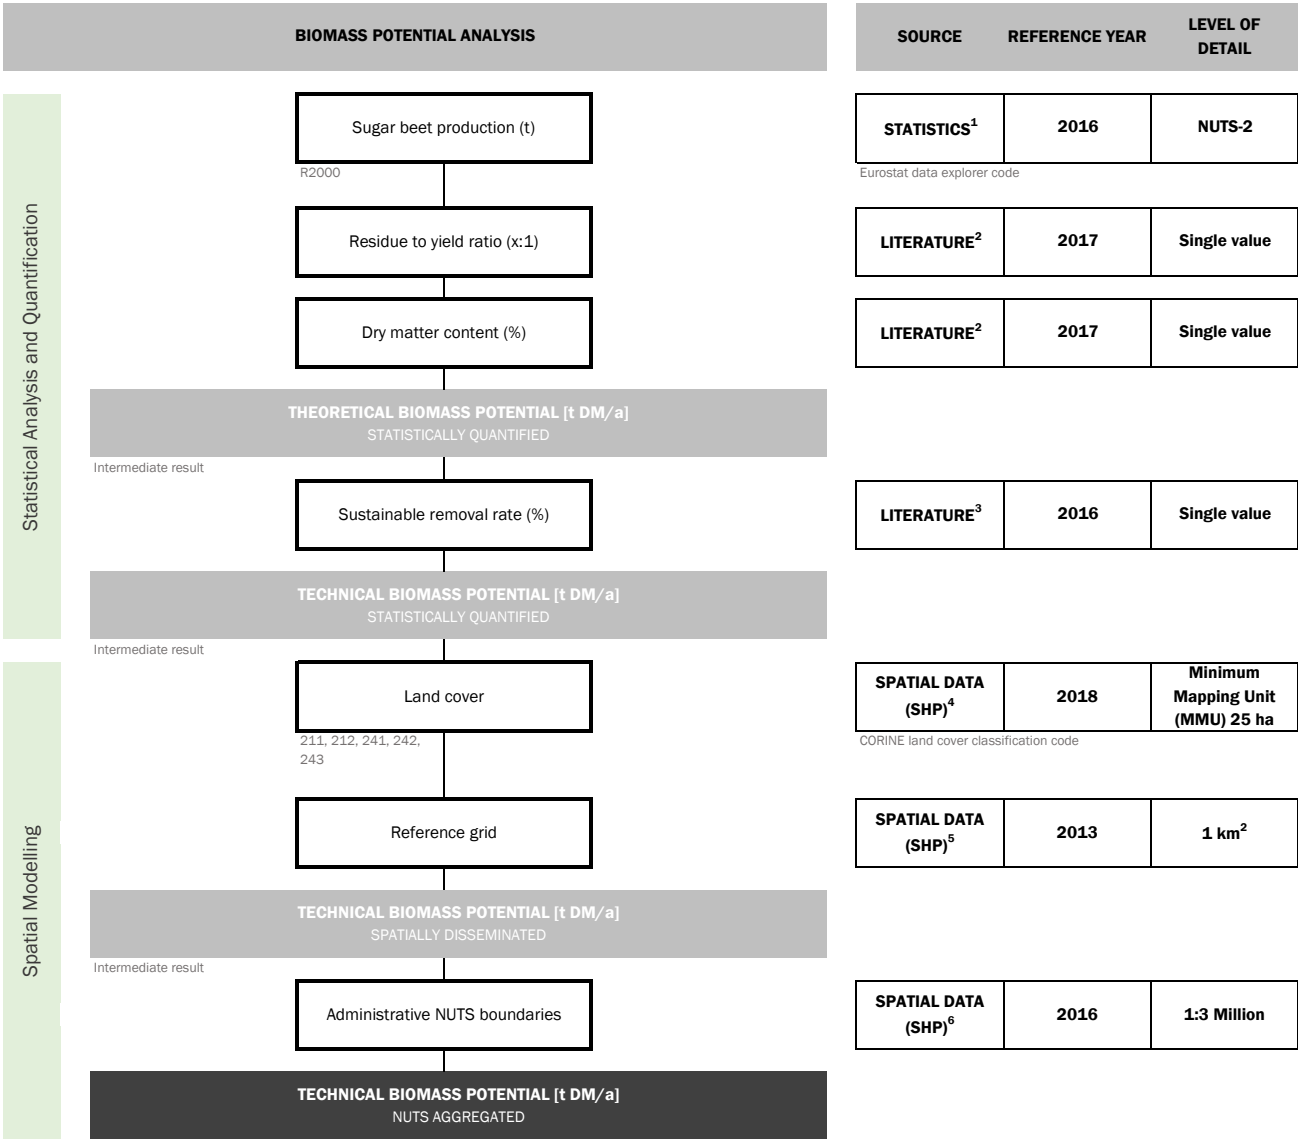 BIOMASS POTENTIAL ANALYSIS
SOURCE
REFERENCE YEAR
LEVEL OF
DETAIL
Statistical Analysis and Quantification
Sugar beet production (t)
STATISTICS1
2016
NUTS-2
R2000
Eurostat data explorer code
Residue to yield ratio (x:1)
LITERATURE2
2017
Single value
Dry matter content (%)
LITERATURE2
2017
Single value
THEORETICAL BIOMASS POTENTIAL [t DM/a]
STATISTICALLY QUANTIFIED
Intermediate result
Sustainable removal rate (%)
LITERATURE3
2016
Single value
TECHNICAL BIOMASS POTENTIAL [t DM/a]
STATISTICALLY QUANTIFIED
Intermediate result
Spatial Modelling
Land cover
SPATIAL DATA
(SHP)4
2018
Minimum
Mapping Unit
(MMU) 25 ha
211, 212, 241, 242,
243
CORINE land cover classification code
Reference grid
SPATIAL DATA
(SHP)5
2013
1 km2
TECHNICAL BIOMASS POTENTIAL [t DM/a]
SPATIALLY DISSEMINATED
Intermediate result
Administrative NUTS boundaries
SPATIAL DATA
(SHP)6
2016
1:3 Million
TECHNICAL BIOMASS POTENTIAL [t DM/a]
NUTS AGGREGATED